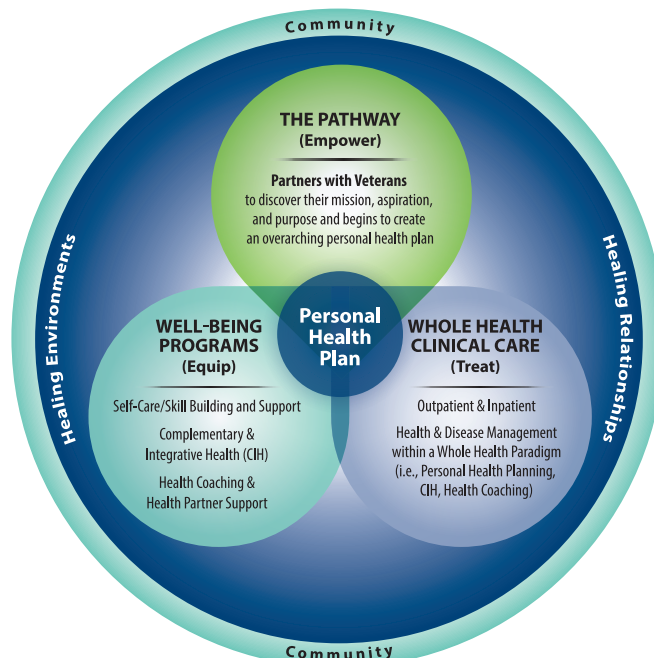 Community
THE PATHWAY
(Empower)
Partners with Veterans
to discover their mission, aspiration,
and purpose and begins to create
an overarching personal health plan
Healing Environments
Healing Relationships
Personal
Health
Plan
WELL-BEING
PROGRAMS
(Equip)
Self-Care/Skill Building and Support
Complementary &
Integrative Health (CIH)
Health Coaching &
Health Partner Support
WHOLE HEALTH
CLINICAL CARE
(Treat)
Outpatient & Inpatient
Health & Disease Management
within a Whole Health Paradigm
(i.e., Personal Health Planning,
CIH, Health Coaching)
Community